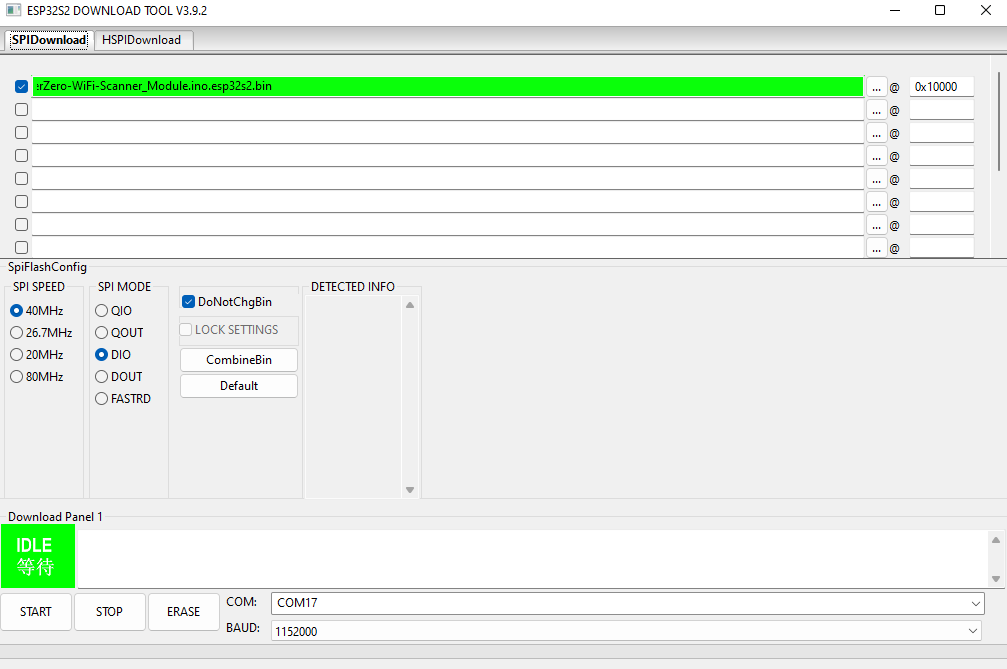 ESP32S2 DOWNLOAD TOOL V3.9.2
SPIDownload HSPIDownload
rZero-WiFi-Scanner_Module.ino.esp32s2.bin ... @ 0x10000
... @
... @
... @
... @
... @
... @
... @
SpiFlashConfig
SPI SPEED
40MHz
26.7MHz
20MHz
80MHz
SPI MODE
QIO
QOUT
DIO
DOUT
FASTRD
DoNotChgBin
LOCK SETTINGS
CombineBin
Default
DETECTED INFO
Download Panel 1
IDLE
等待
START STOP ERASE
COM: COM17
BAUD: 1152000